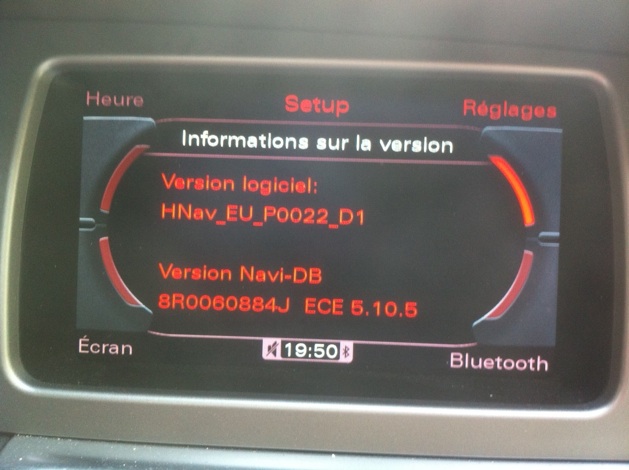 Heure Setup Réglages
Informations sur la version
Version logiciel:
HNav_EU_P0022_D1
Version Navi-DB
8R0060884J ECE 5.10.5
Écran 19:50 Bluetooth